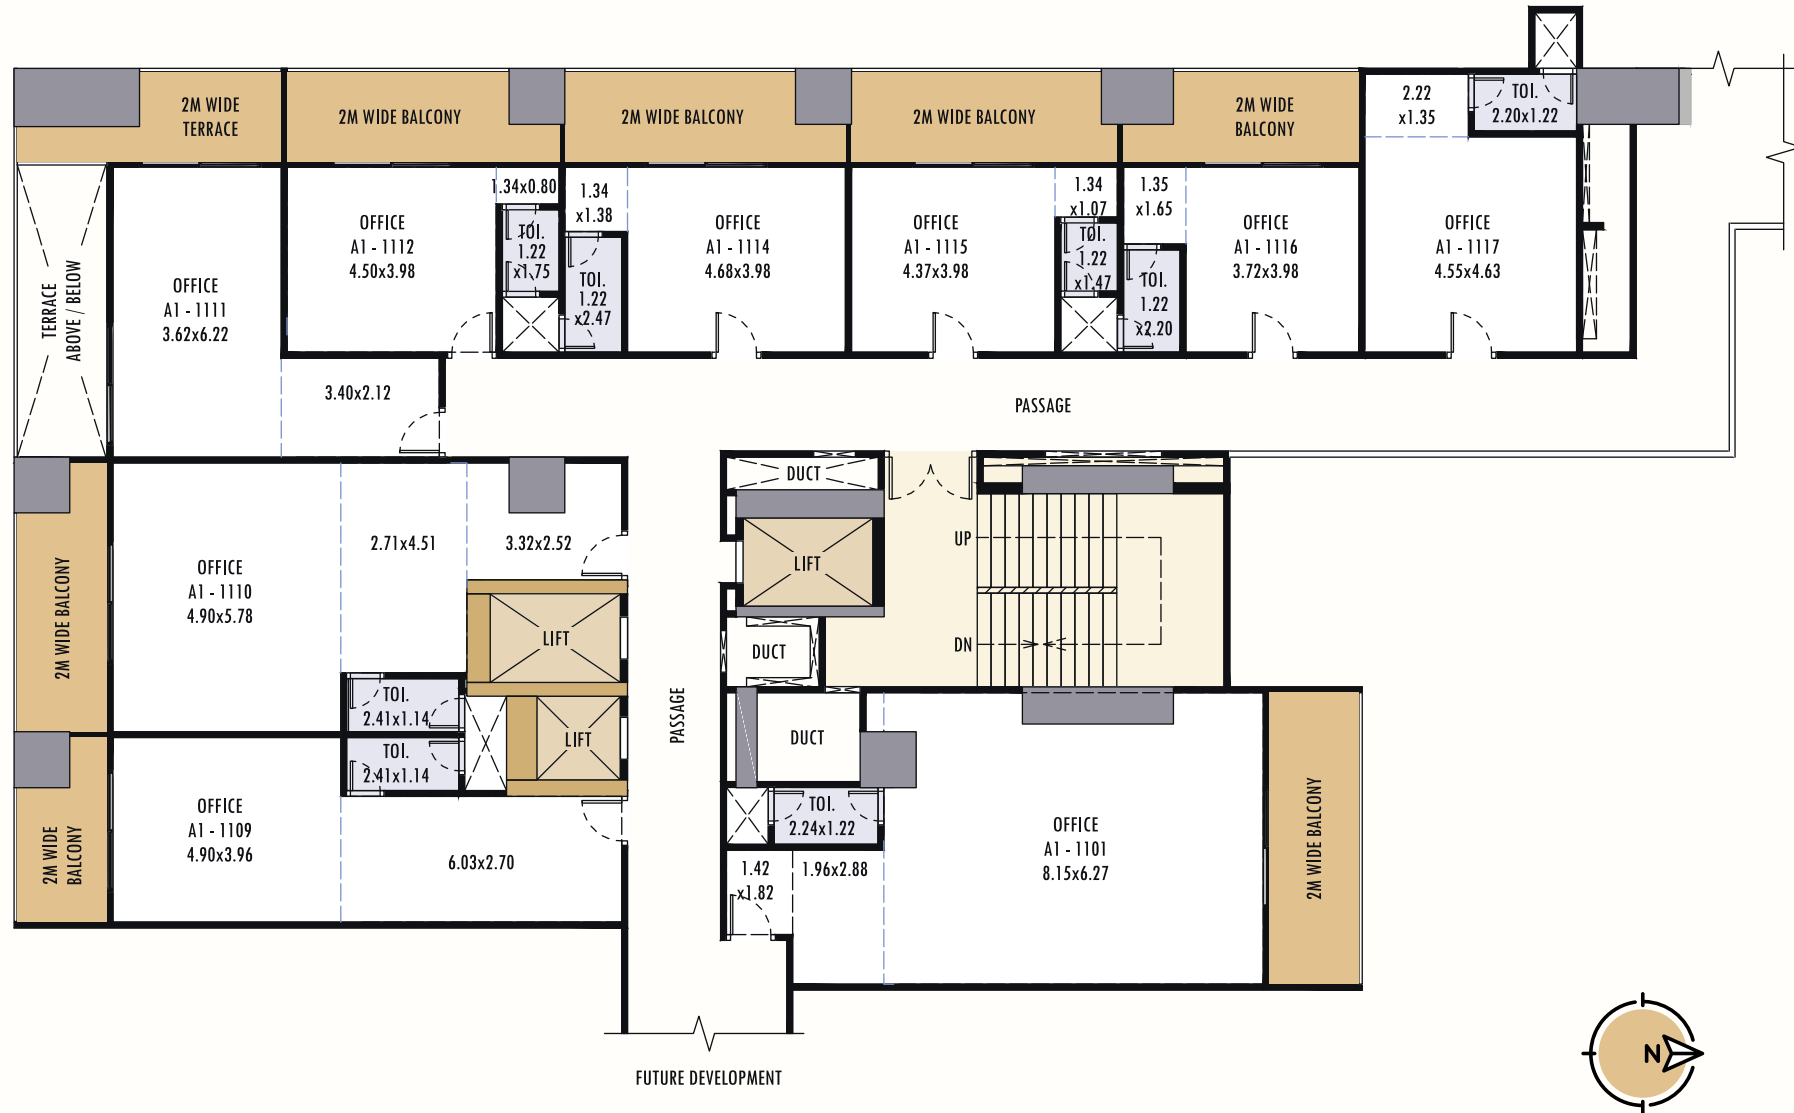 2M WIDE
TERRACE
2M WIDE BALCONY
2M WIDE BALCONY
2M WIDE BALCONY
2M WIDE
BALCONY
2.22
x1.35
TOI.
2.20x1.22
TERRACE
ABOVE / BELOW
OFFICE
A1 - 1111
3.62x6.22
3.40x2.12
OFFICE
A1 - 1112
4.50x3.98
1.34x0.80
TOI.
1.22
x1.75
1.34
x1.38
TOI.
1.22
x2.47
OFFICE
A1 - 1114
4.68x3.98
OFFICE
A1 - 1115
4.37x3.98
1.34
x1.07
TOI.
1.22
x1.47
1.35
x1.65
TOI.
1.22
x2.20
OFFICE
A1 - 1116
3.72x3.98
OFFICE
A1 - 1117
4.55x4.63
PASSAGE
2M WIDE BALCONY
OFFICE
A1 - 1110
4.90x5.78
2.71x4.51
3.32x2.52
LIFT
TOI.
2.41x1.14
TOI.
2.41x1.14
LIFT
2M WIDE
BALCONY
OFFICE
A1 - 1109
4.90x3.96
6.03x2.70
PASSAGE
DUCT
LIFT
DUCT
DUCT
UP
DN
TOI.
2.24x1.22
1.42
x1.82
1.96x2.88
OFFICE
A1 - 1101
8.15x6.27
2M WIDE BALCONY
FUTURE DEVELOPMENT
N